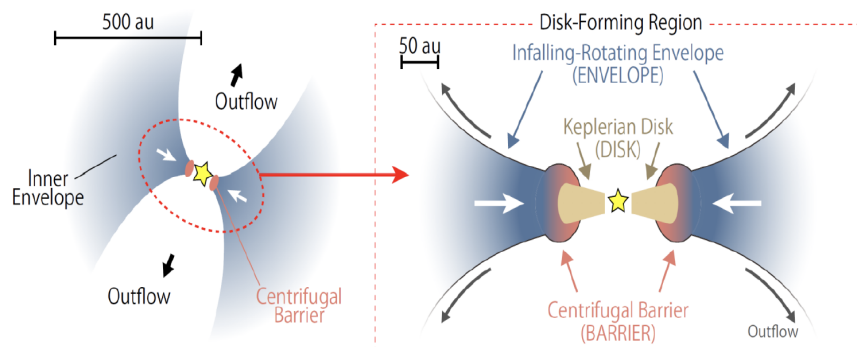 500 au
Outflow
Inner
Envelope
Outflow
Centrifugal
Barrier
Disk-Forming Region
50 au
Infalling-Rotating Envelope
(ENVELOPE)
Keplerian Disk
(DISK)
Centrifugal Barrier
(BARRIER)
Outflow